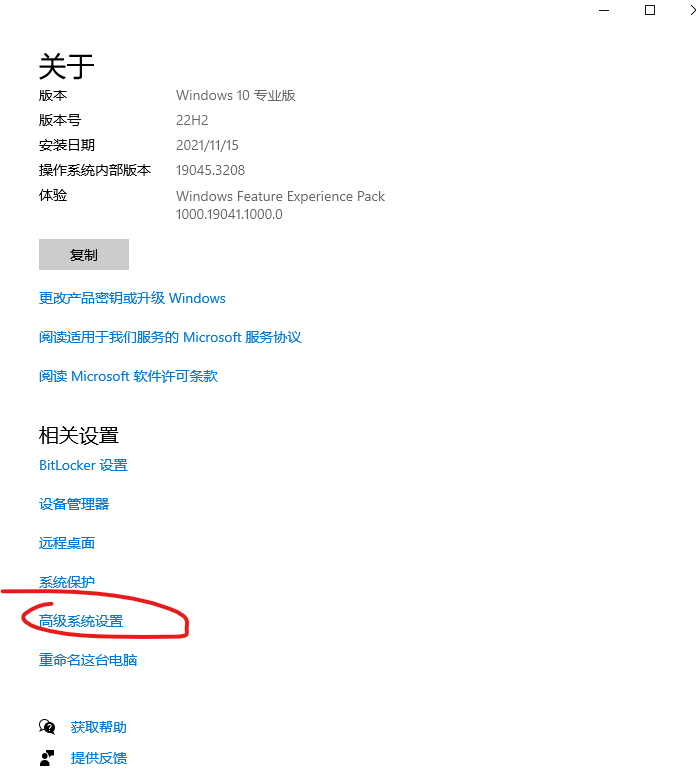 关于
版本 Windows 10 专业版
版本号 22H2
安装日期 2021/11/15
操作系统内部版本 19045.3208
体验 Windows Feature Experience Pack
1000.19041.1000.0
复制
更改产品密钥或升级 Windows
阅读适用于我们服务的 Microsoft 服务协议
阅读 Microsoft 软件许可条款
相关设置
BitLocker 设置
设备管理器
远程桌面
系统保护
高级系统设置
重命名这台电脑
获取帮助
提供反馈